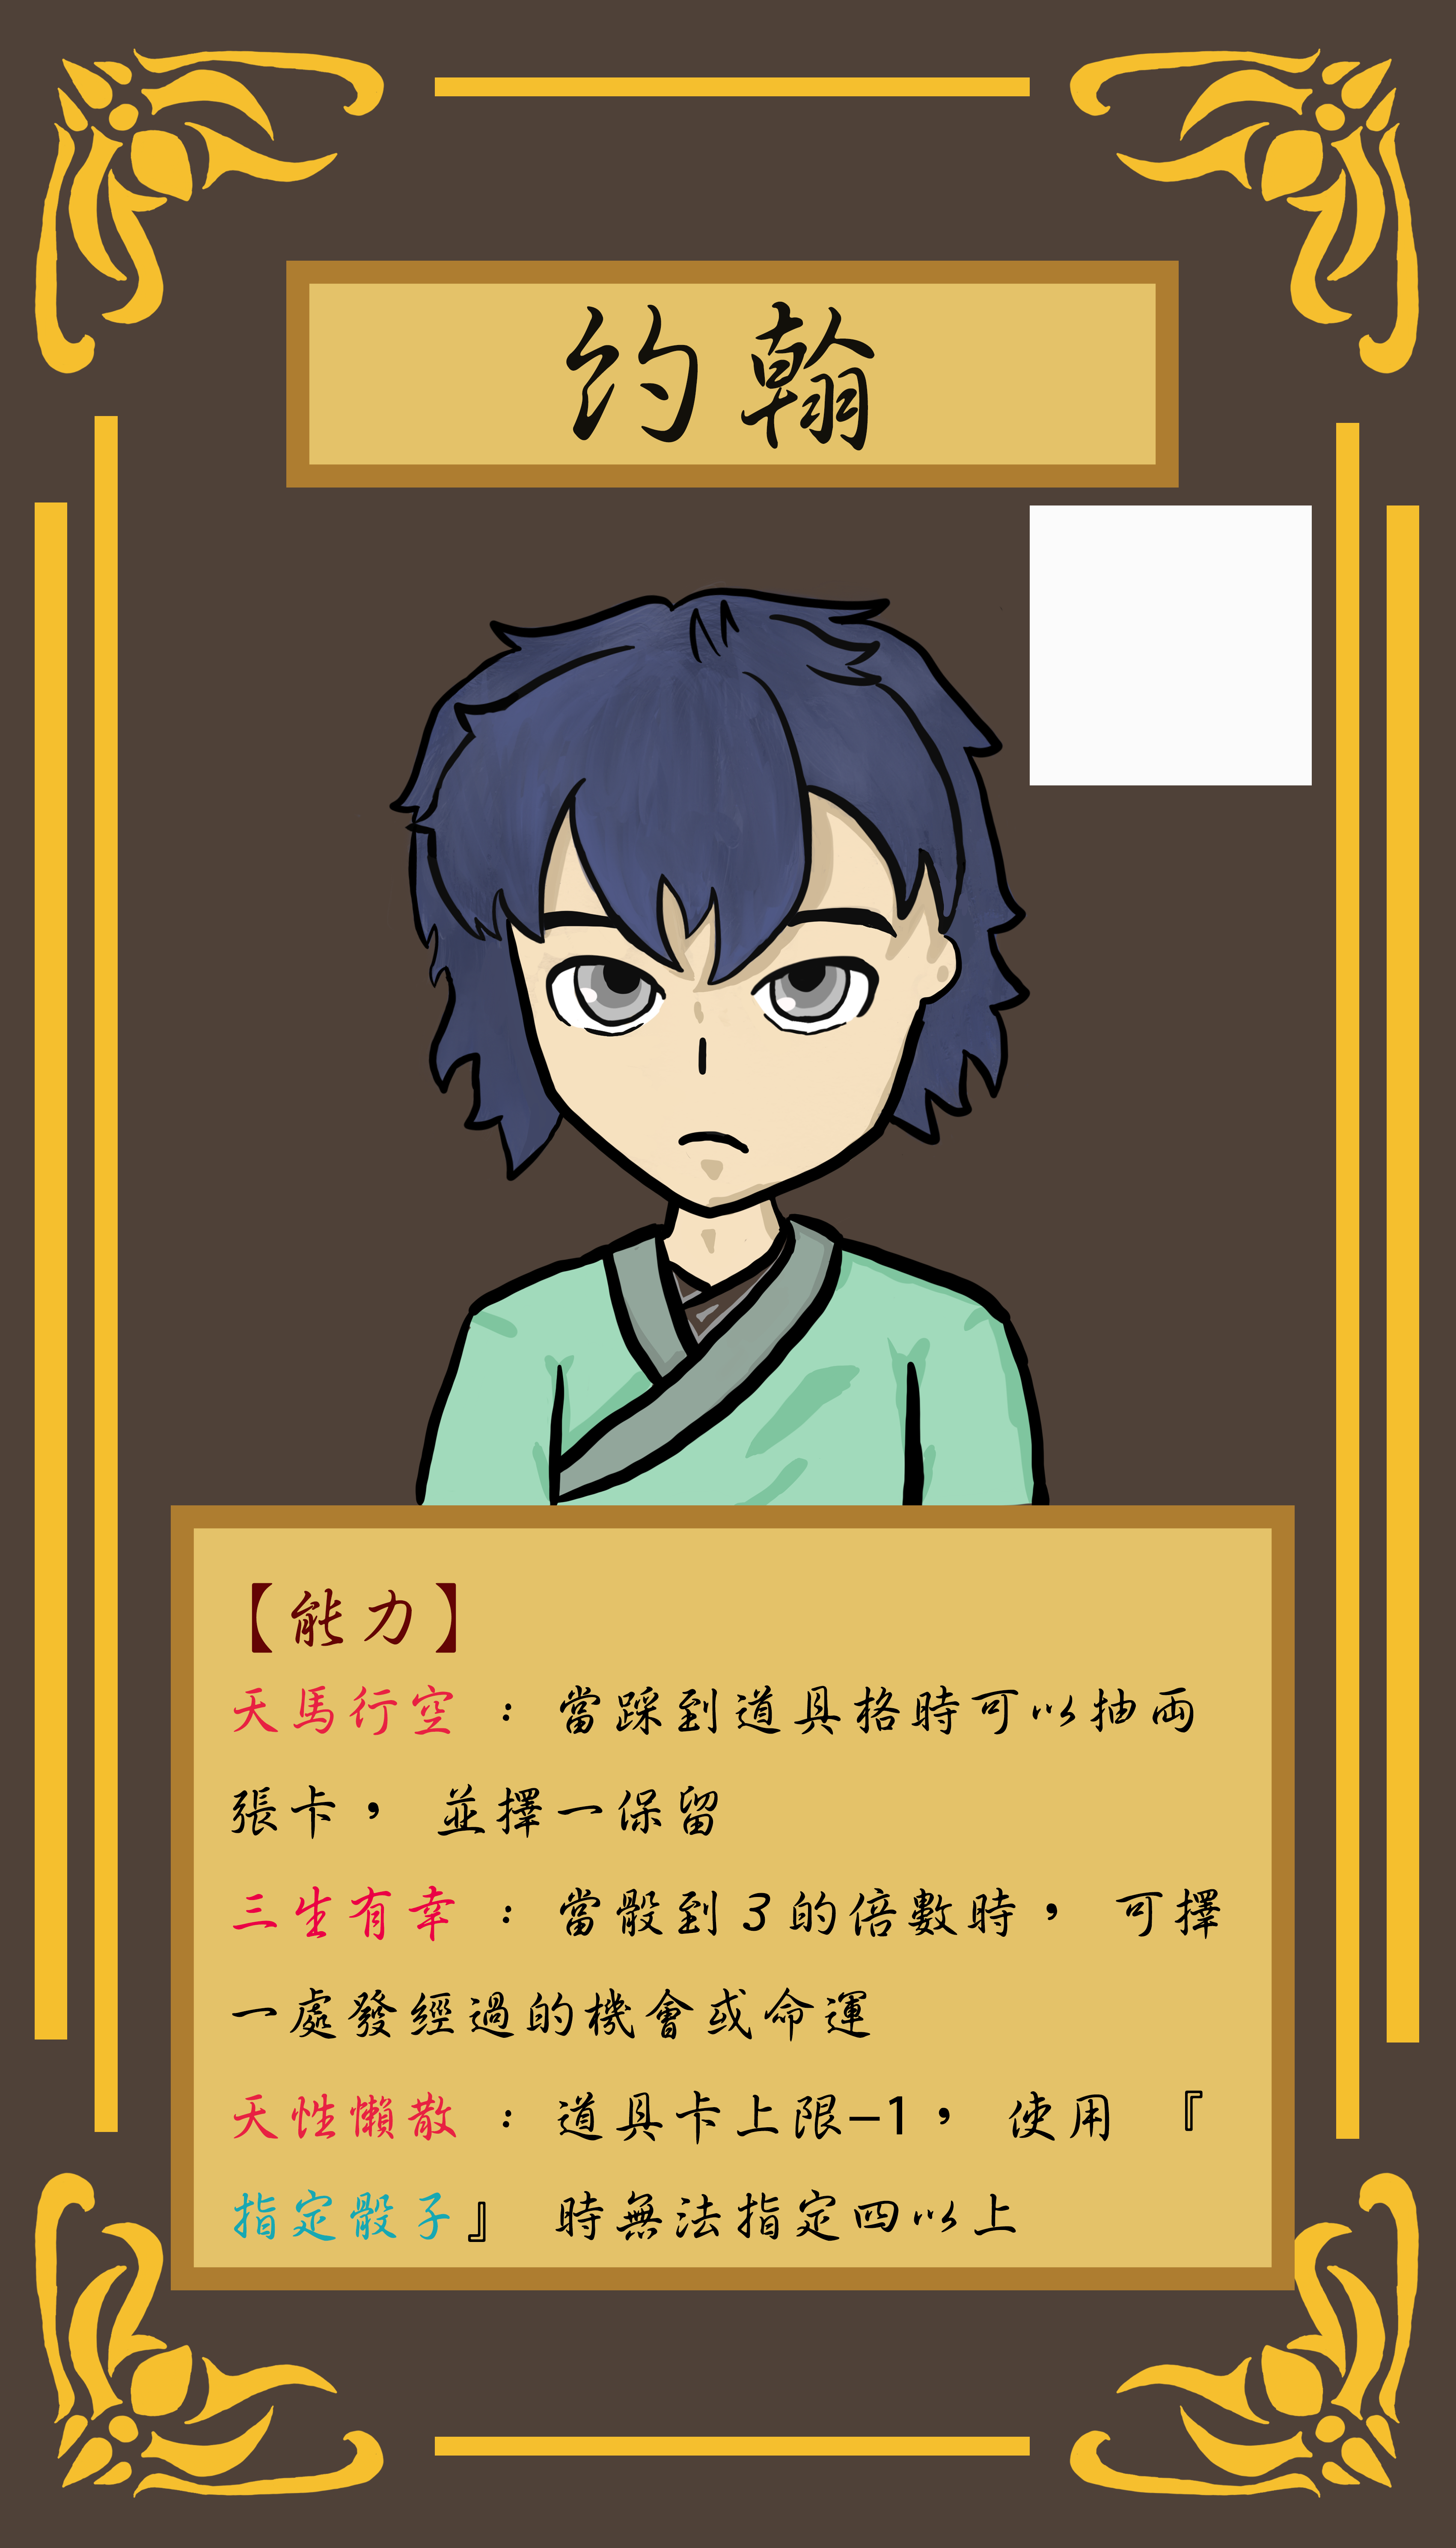 約翰
【能力】
天馬行空：當踩到道具格時可以抽兩
張卡，並擇一保留
三生有幸：當骰到3的倍數時，可擇
一處發經過的機會或命運
天性懶散：道具卡上限-1，使用『
指定骰子』時無法指定四以上